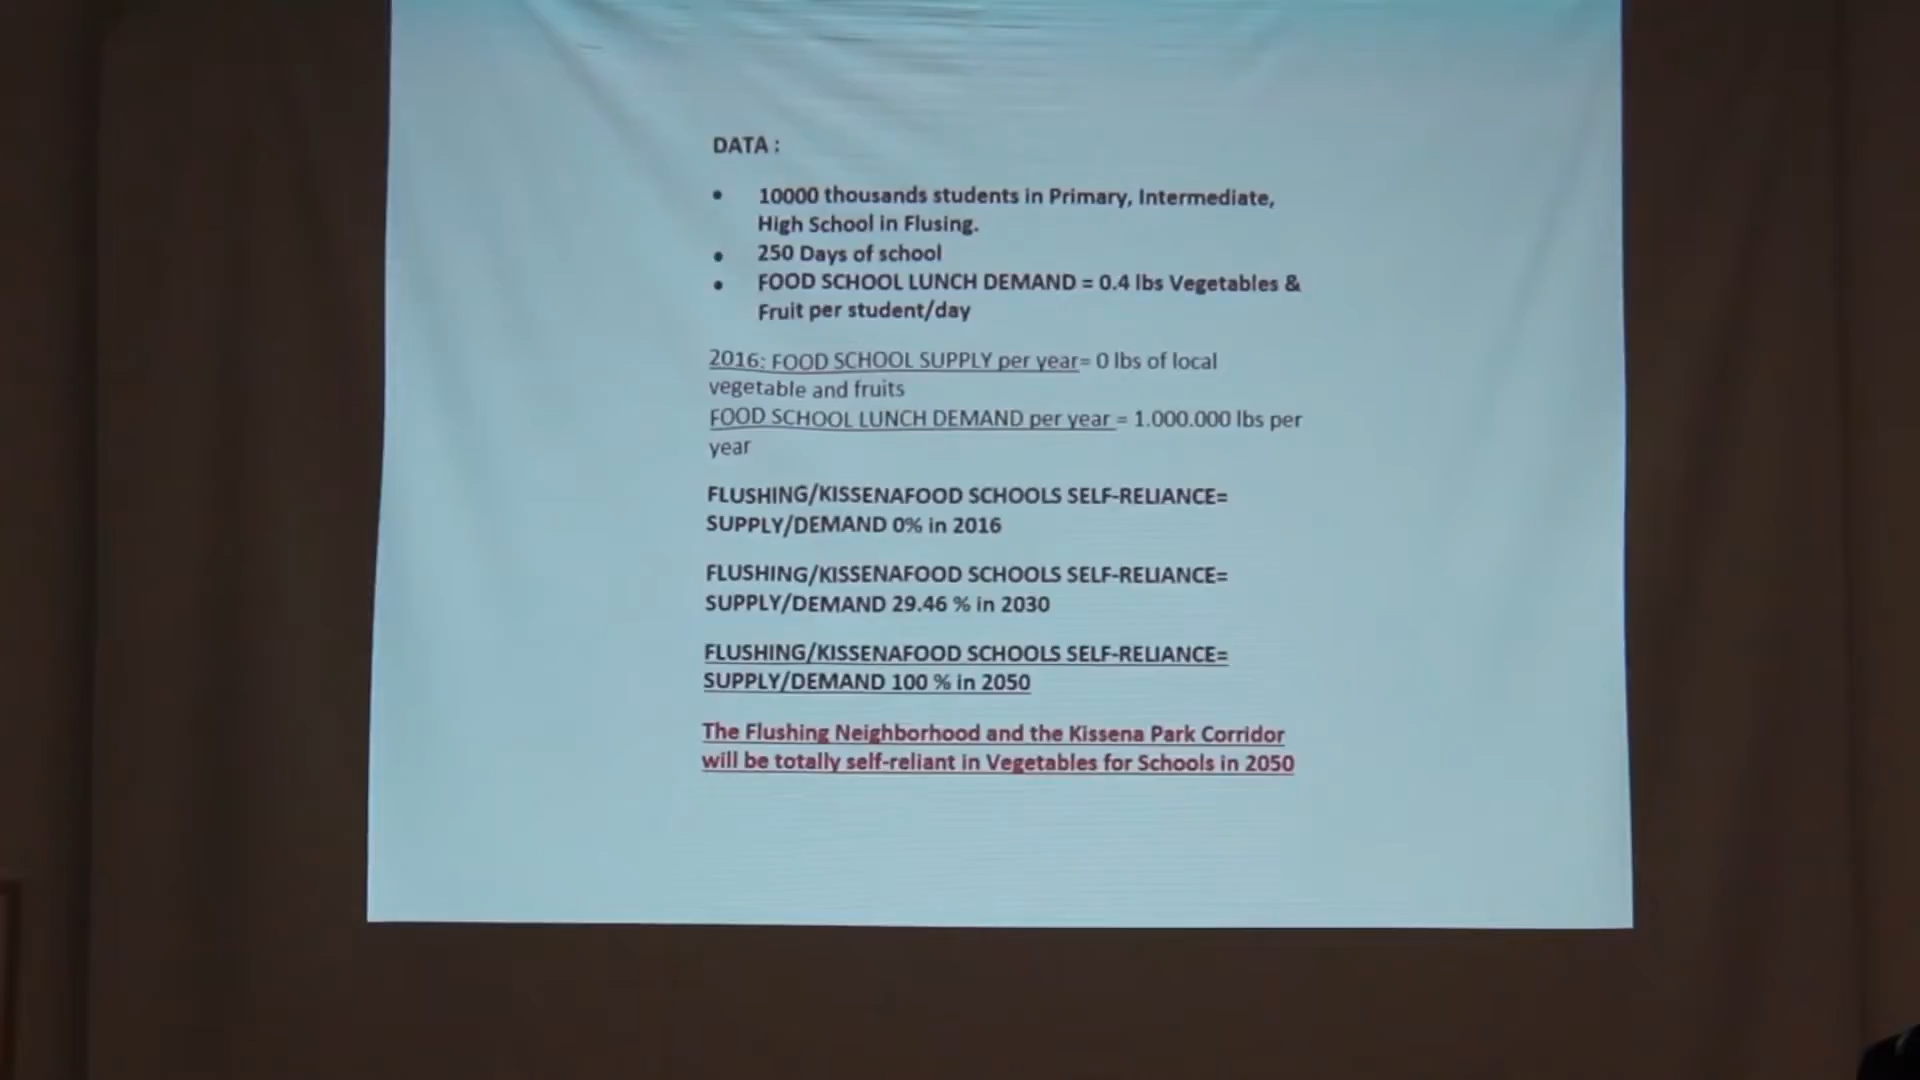 DATA :
• 10000 thousands students in Primary, Intermediate,
High School in Flusing.
• 250 Days of school
• FOOD SCHOOL LUNCH DEMAND = 0.4 lbs Vegetables &
Fruit per student/day
2016: FOOD SCHOOL SUPPLY per year= 0 lbs of local
vegetable and fruits
FOOD SCHOOL LUNCH DEMAND per year = 1.000.000 lbs per
year
FLUSHING/KISSENAFOOD SCHOOLS SELF-RELIANCE=
SUPPLY/DEMAND 0% in 2016
FLUSHING/KISSENAFOOD SCHOOLS SELF-RELIANCE=
SUPPLY/DEMAND 29.46 % in 2030
FLUSHING/KISSENAFOOD SCHOOLS SELF-RELIANCE=
SUPPLY/DEMAND 100 % in 2050
The Flushing Neighborhood and the Kissena Park Corridor
will be totally self-reliant in Vegetables for Schools in 2050